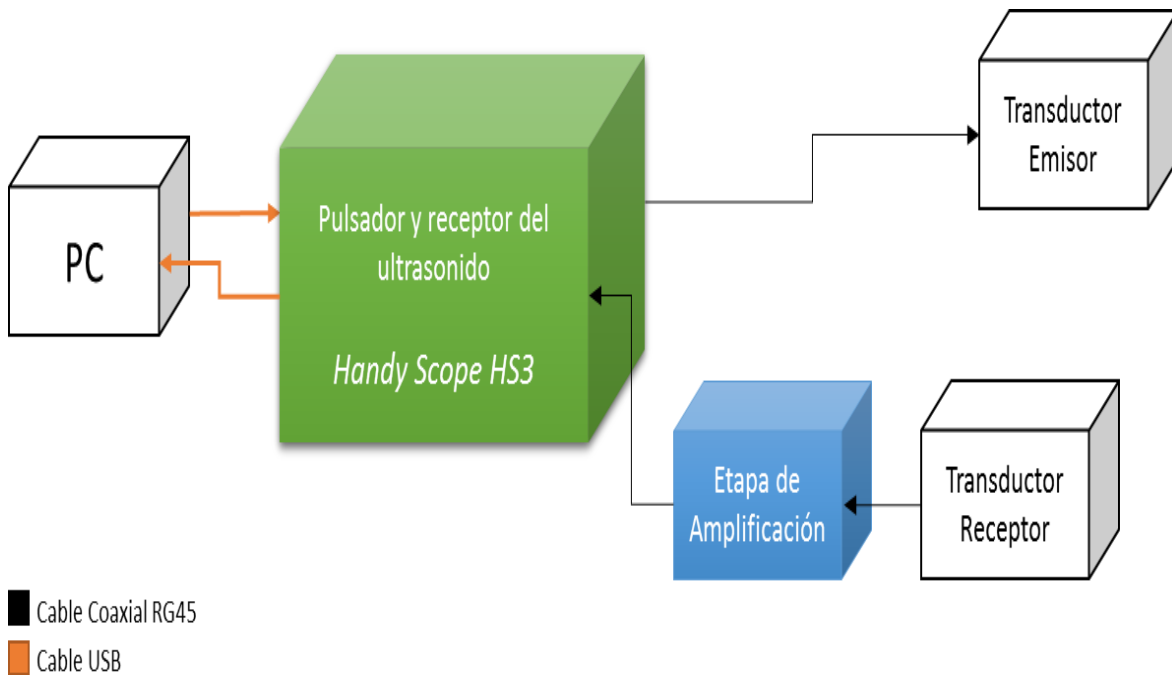 Transductor
Emisor
PC
Pulsador y receptor del
ultrasonido
Handy Scope HS3
Etapa de
Amplificación
Transductor
Receptor
Cable Coaxial RG45
Cable USB